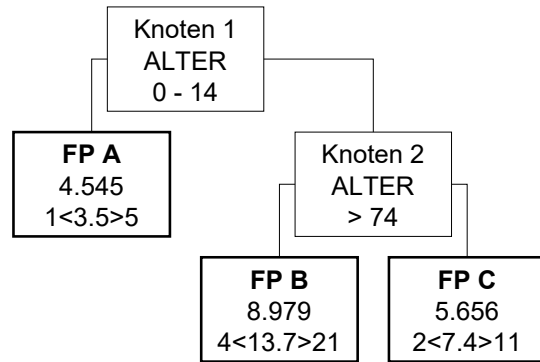 Knoten 1
ALTER
0 - 14
FP A
4.545
1<3.5>5
Knoten 2
ALTER
> 74
FP B
8.979
4<13.7>21
FP C
5.656
2<7.4>11